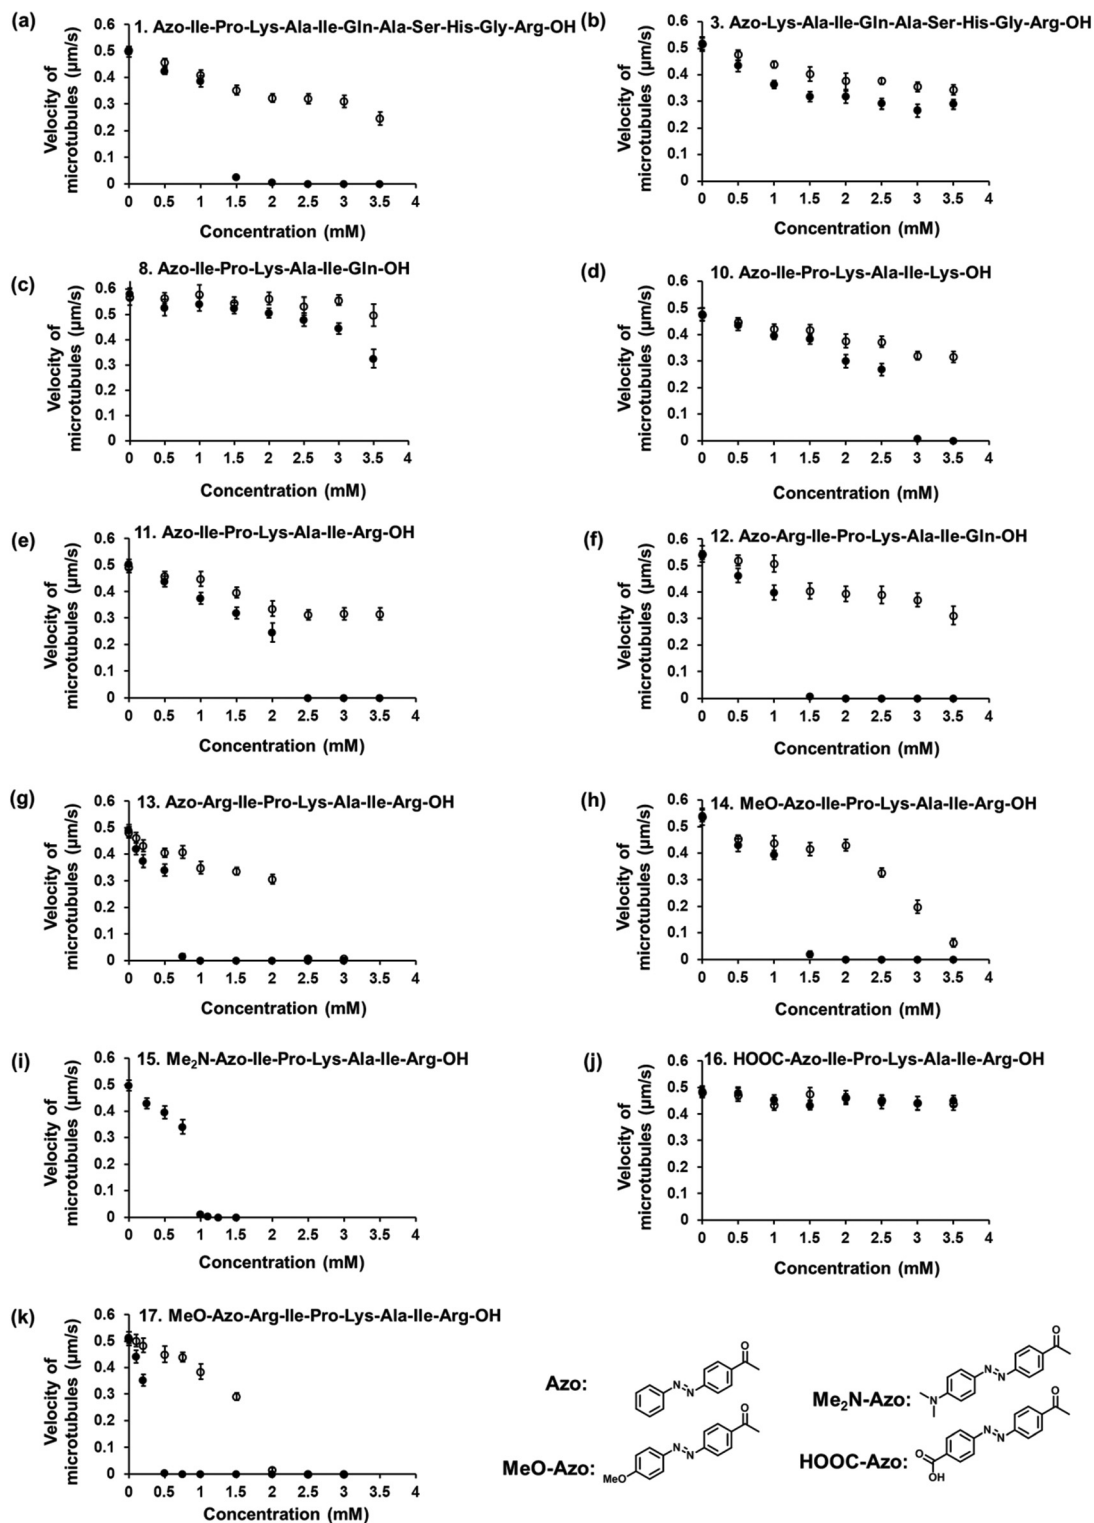 (a)
1. Azo-Ile-Pro-Lys-Ala-Ile-Gln-Ala-Ser-His-Gly-Arg-OH
Velocity of
microtubules (µm/s)
0.6
0.5
0.4
0.3
0.2
0.1
0
0 0.5 1 1.5 2 2.5 3 3.5 4
Concentration (mM)
(b)
3. Azo-Lys-Ala-Ile-Gln-Ala-Ser-His-Gly-Arg-OH
Velocity of
microtubules (µm/s)
0.6
0.5
0.4
0.3
0.2
0.1
0
0 0.5 1 1.5 2 2.5 3 3.5 4
Concentration (mM)
(c)
8. Azo-Ile-Pro-Lys-Ala-Ile-Gln-OH
Velocity of
microtubules (µm/s)
0.6
0.5
0.4
0.3
0.2
0.1
0
0 0.5 1 1.5 2 2.5 3 3.5 4
Concentration (mM)
(d)
10. Azo-Ile-Pro-Lys-Ala-Ile-Lys-OH
Velocity of
microtubules (µm/s)
0.6
0.5
0.4
0.3
0.2
0.1
0
0 0.5 1 1.5 2 2.5 3 3.5 4
Concentration (mM)
(e)
11. Azo-Ile-Pro-Lys-Ala-Ile-Arg-OH
Velocity of
microtubules (µm/s)
0.6
0.5
0.4
0.3
0.2
0.1
0
0 0.5 1 1.5 2 2.5 3 3.5 4
Concentration (mM)
(f)
12. Azo-Arg-Ile-Pro-Lys-Ala-Ile-Gln-OH
Velocity of
microtubules (µm/s)
0.6
0.5
0.4
0.3
0.2
0.1
0
0 0.5 1 1.5 2 2.5 3 3.5 4
Concentration (mM)
(g)
13. Azo-Arg-Ile-Pro-Lys-Ala-Ile-Arg-OH
Velocity of
microtubules (µm/s)
0.6
0.5
0.4
0.3
0.2
0.1
0
0 0.5 1 1.5 2 2.5 3 3.5 4
Concentration (mM)
(h)
14. MeO-Azo-Ile-Pro-Lys-Ala-Ile-Arg-OH
Velocity of
microtubules (µm/s)
0.6
0.5
0.4
0.3
0.2
0.1
0
0 0.5 1 1.5 2 2.5 3 3.5 4
Concentration (mM)
(i)
15. Me₂N-Azo-Ile-Pro-Lys-Ala-Ile-Arg-OH
Velocity of
microtubules (µm/s)
0.6
0.5
0.4
0.3
0.2
0.1
0
0 0.5 1 1.5 2 2.5 3 3.5 4
Concentration (mM)
(j)
16. HOOC-Azo-Ile-Pro-Lys-Ala-Ile-Arg-OH
Velocity of
microtubules (µm/s)
0.6
0.5
0.4
0.3
0.2
0.1
0
0 0.5 1 1.5 2 2.5 3 3.5 4
Concentration (mM)
(k)
17. MeO-Azo-Arg-Ile-Pro-Lys-Ala-Ile-Arg-OH
Velocity of
microtubules (µm/s)
0.6
0.5
0.4
0.3
0.2
0.1
0
0 0.5 1 1.5 2 2.5 3 3.5 4
Concentration (mM)
Azo:
N N
O
Me₂N-Azo:
N
N N
O
MeO-Azo:
MeO
N N
O
HOOC-Azo:
O
OH
N N
O